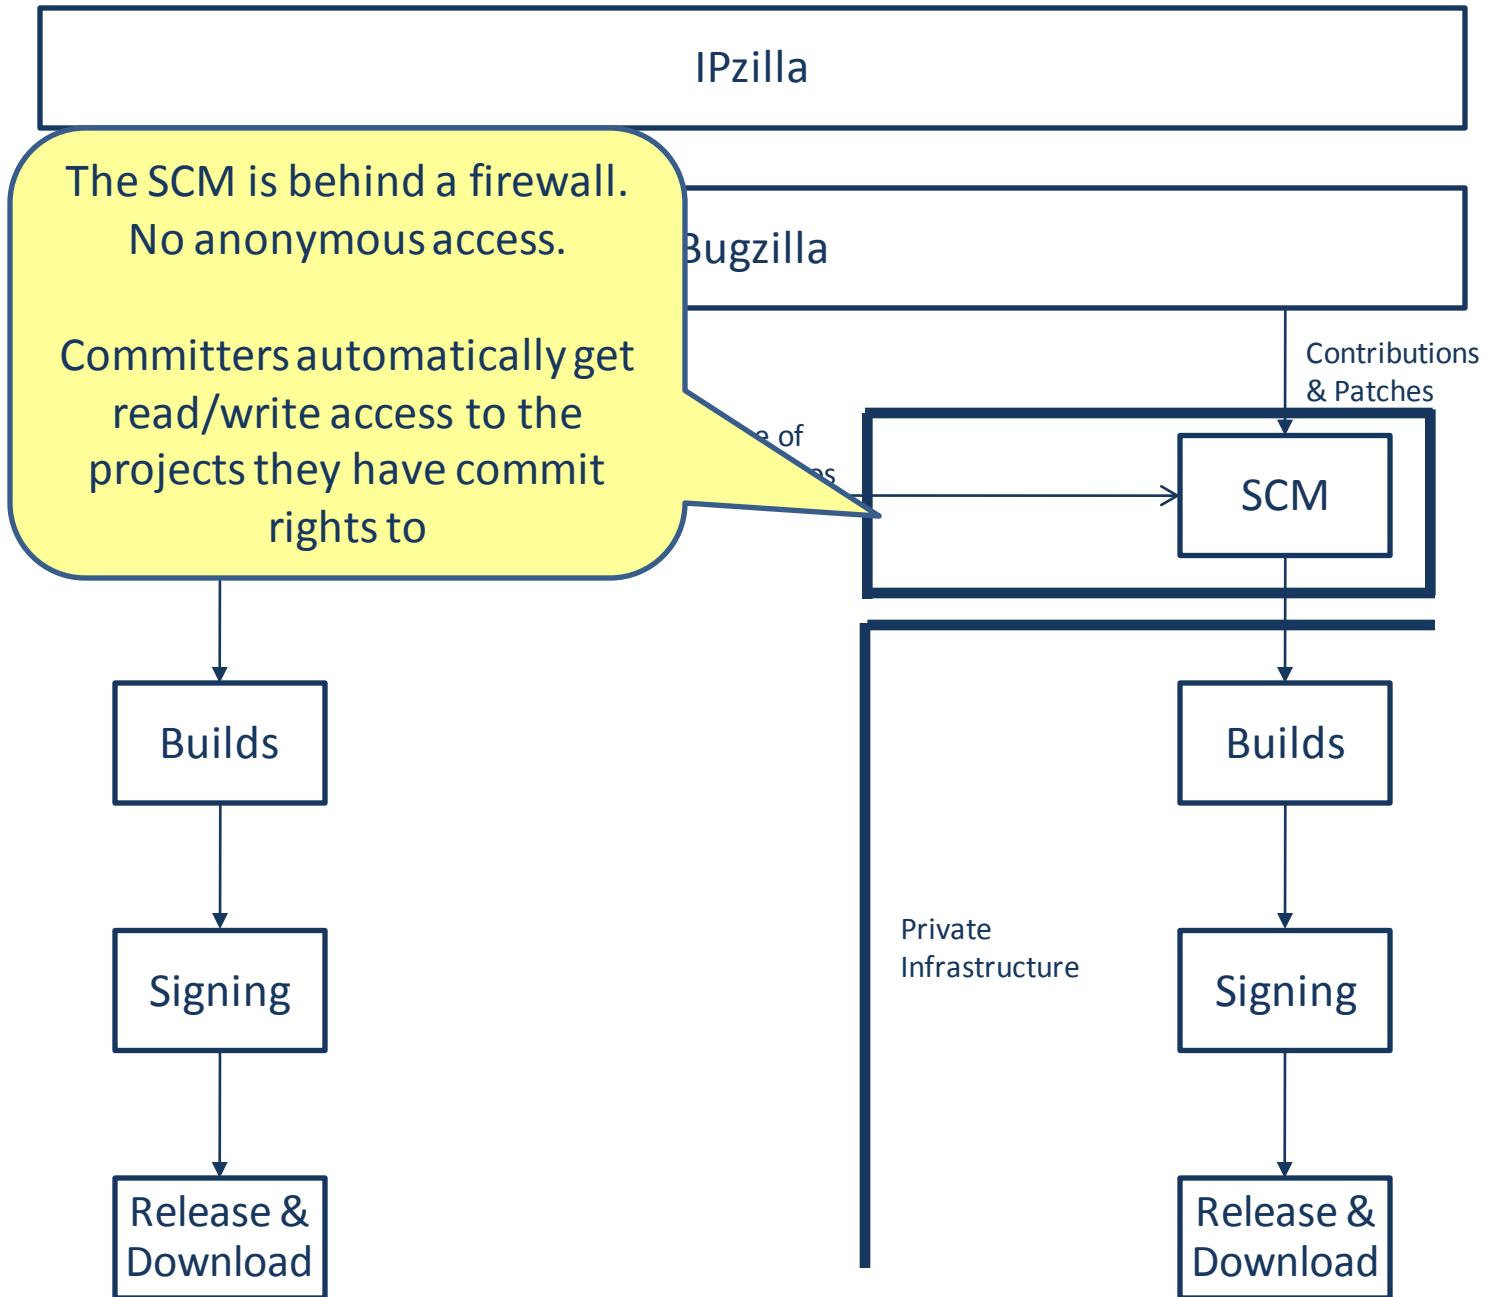 IPzilla
The SCM is behind a firewall.
No anonymous access.
Committers automatically get
read/write access to the
projects they have commit
rights to
Bugzilla
Contributions
& Patches
of
SCM
Builds
Builds
Private
Infrastructure
Signing
Signing
Release &
Download
Release &
Download